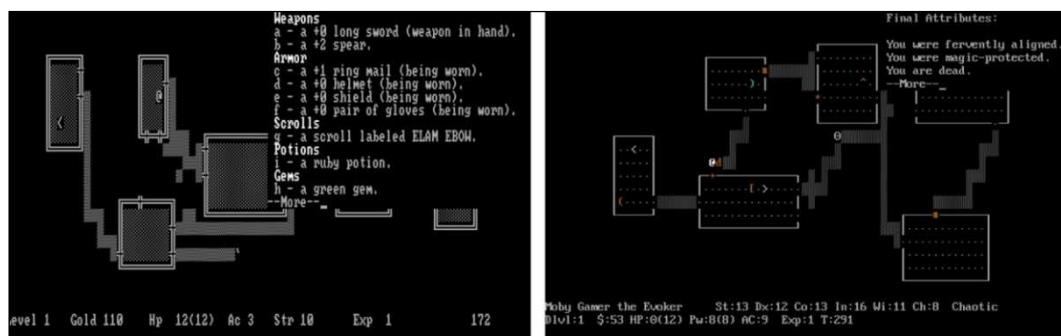 Weapons
a - a +0 long sword (weapon in hand).
b - a +2 spear.
Armor
c - a +1 ring mail (being worn).
d - a +0 helmet (being worn).
e - a +0 shield (being worn).
f - a +0 pair of gloves (being worn).
Scrolls
g - a scroll labeled ELAM EBOW.
Potions
i - a ruby potion.
Gems
h - a green gem.
--More--
evel 1 Gold 110 Hp 12(12) Ac 3 Str 10 Exp 1 172
Final Attributes:
You were fervently aligned.
You were magic-protected.
You are dead.
--More--
Moby Gamer the Evoker St:13 Dx:12 Co:13 In:16 Wi:11 Ch:8 Chaotic
Dlvl:1 $:53 HP:0(12) Pw:8(8) AC:9 Exp:1 T:291